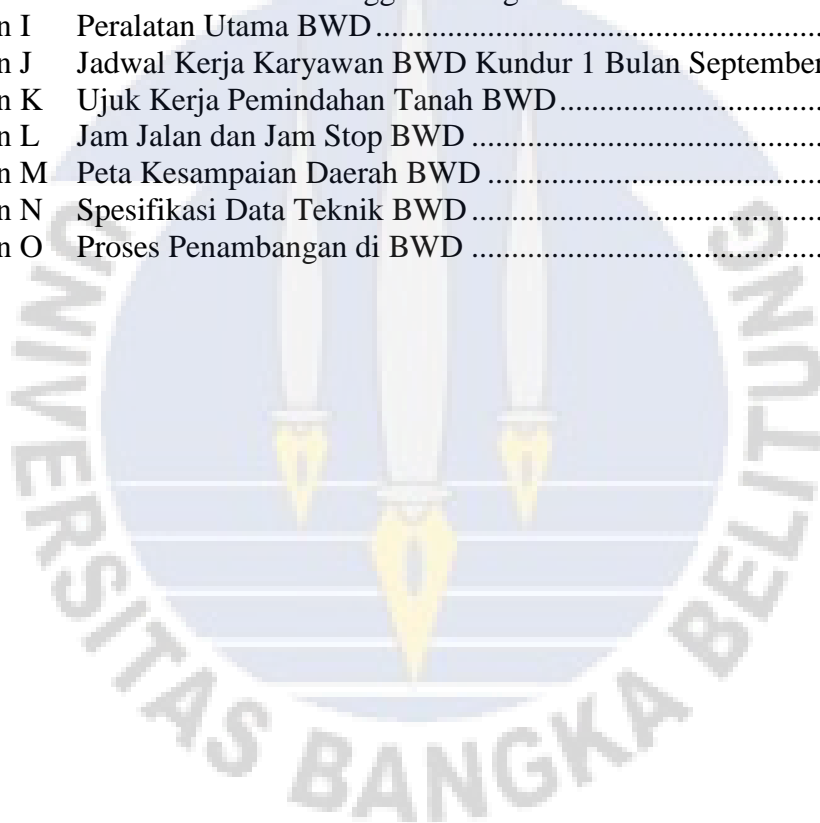 n I Peralatan Utama BWD ........................................................
n J Jadwal Kerja Karyawan BWD Kundur 1 Bulan September
n K Ujuk Kerja Pemindahan Tanah BWD .................................
n L Jam Jalan dan Jam Stop BWD ............................................
n M Peta Kesampaian Daerah BWD ..........................................
n N Spesifikasi Data Teknik BWD ............................................
n O Proses Penambangan di BWD ............................................
UNIVERSITAS BANGKA BELITUNG